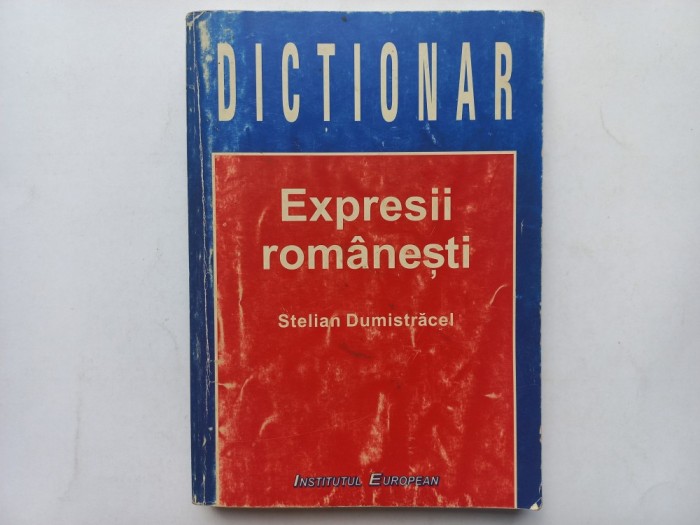 DICTIONAR
Expresii
românești
Stelian Dumistrăcel
INSTITUTUL EUROPEAN